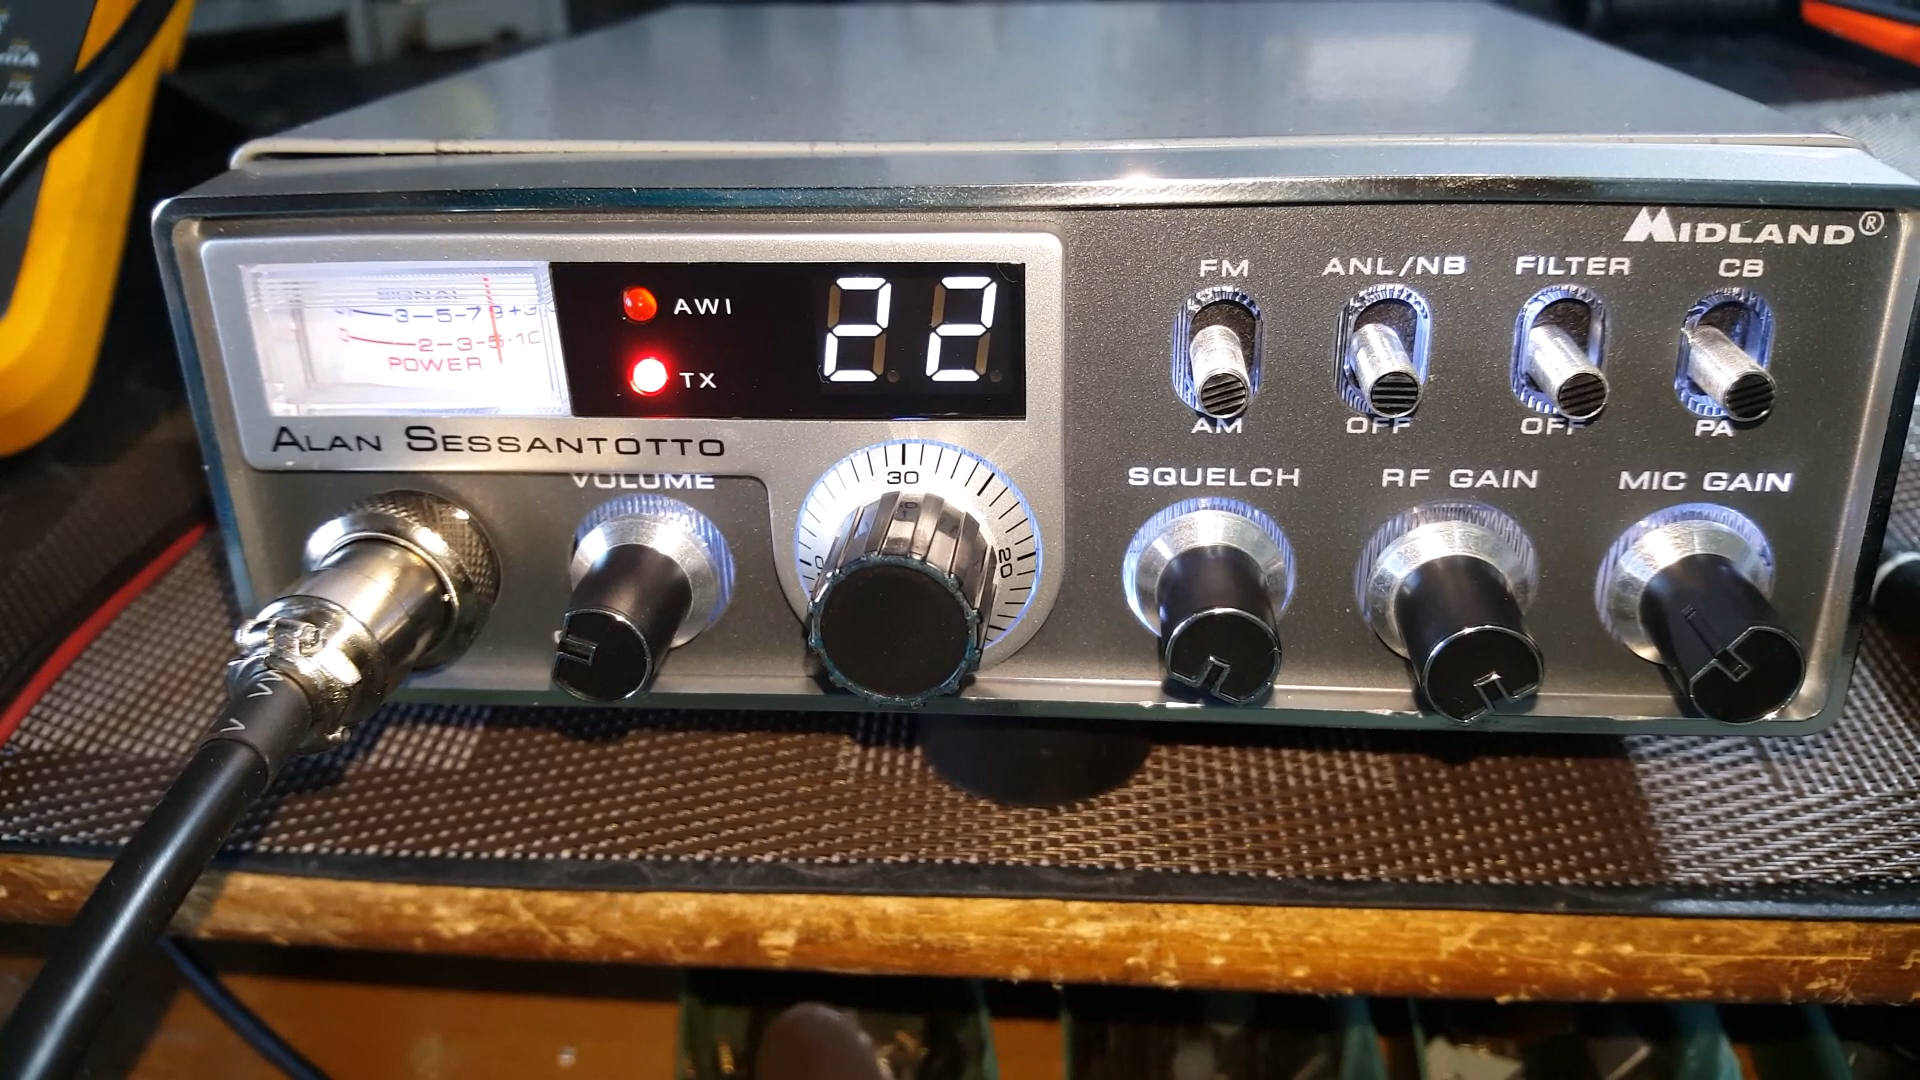 MIDLAND®
SIGNAL
3-5-7 9+3
2-3-5-10
POWER
AWI
TX
22
ALAN SESSANTOTTO
FM
AM
ANL/NB
OFF
FILTER
OFF
CB
PA
VOLUME
30
20
SQUELCH
RF GAIN
MIC GAIN